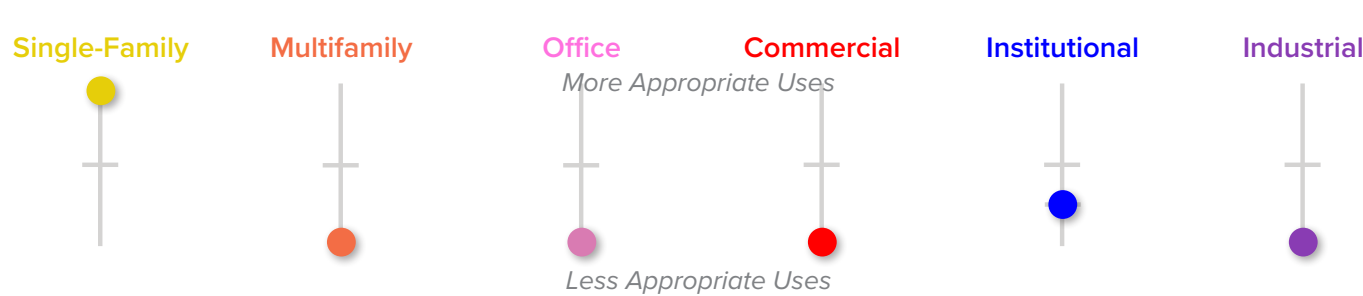 Single-Family Multifamily Office Commercial Institutional Industrial
More Appropriate Uses
Less Appropriate Uses